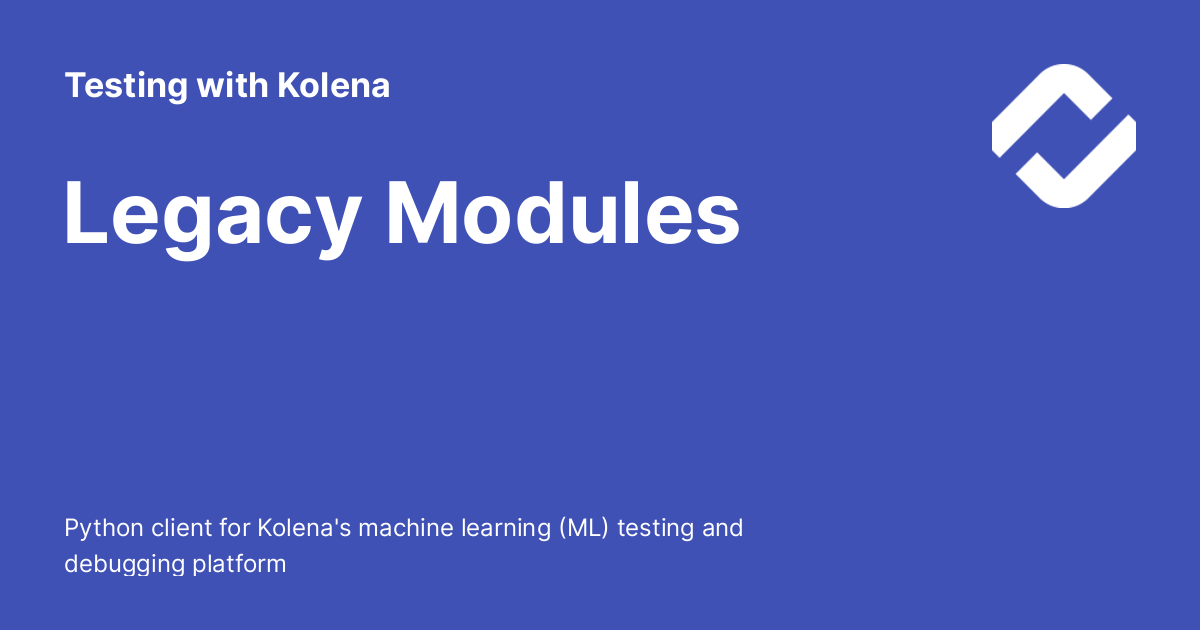 Testing with Kolena
Legacy Modules
Python client for Kolena's machine learning (ML) testing and
debugging platform